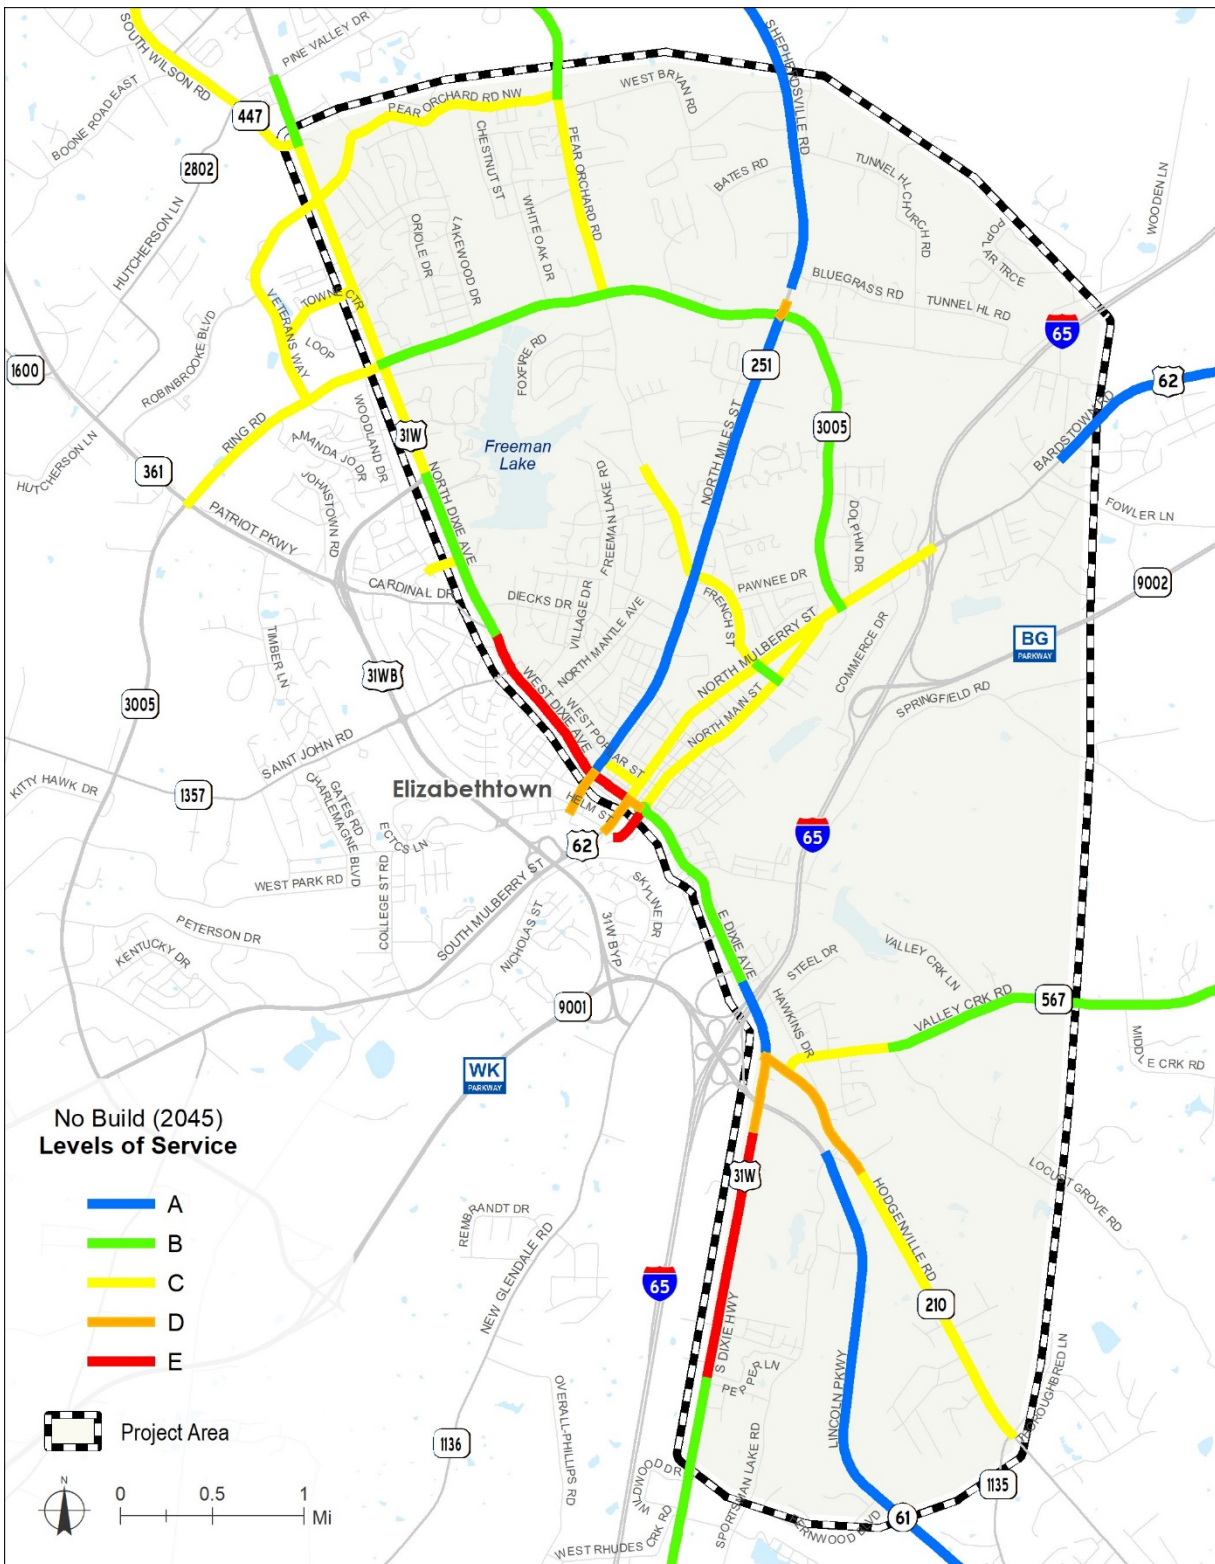 SOUTH WILSON RD
PINE VALLEY DR
SHEPHERDSVILLE RD
BOONE ROAD EAST
447
PEAR ORCHARD RD NW
WEST BRYAN RD
2802
CHESTNUT ST
PEAR ORCHARD RD
BATES RD
TUNNEL HL CHURCH RD
WOODEN LN
HUTCHERSON LN
ORIOLE DR
LAKEWOOD DR
WHITE OAK DR
POPLAR TRCE
BLUEGRASS RD
TUNNEL HL RD
TOWNE CTR
LOOP
VETERANS WAY
ROBINBROOKE BLVD
65
1600
FOXFIRE RD
251
62
BARDSTOWN RD
WOODLAND DR
31W
3005
RING RD
AMANDA JO DR
HUTCHERSON LN
361
Freeman
Lake
NORTH MILES ST
JOHNSTOWN RD
NORTH DIXIE AVE
FREEMAN LAKE RD
DOLPHIN DR
FOWLER LN
PATRIOT PKWY
CARDINAL DR
DIECKS DR
VILLAGE DR
PAWNEE DR
FRENCH ST
9002
NORTH MANTLE AVE
NORTH MULBERRY ST
COMMERCE DR
BG
PARKWAY
TIMBER LN
31WB
WEST DIXIE AVE
NORTH MAIN ST
SPRINGFIELD RD
3005
WEST POPLAR ST
SAINT JOHN RD
KITTY HAWK DR
1357
Elizabethtown
HELM ST
GATES RD
CHARLEMAGNE BLVD
ECTCS LN
62
65
WEST PARK RD
COLLEGE ST RD
SOUTH MULBERRY ST
SKYLINE DR
PETERSON DR
KENTUCKY DR
NICHOLAS ST
31W BYP
E DIXIE AVE
STEEL DR
VALLEY CRK LN
HAWKINS DR
VALLEY CRK RD
567
9001
MIDDLE CRK RD
WK
PARKWAY
No Build (2045)
Levels of Service
A
B
C
D
E
Project Area
31W
LOCUST GROVE RD
HODGENVILLE RD
REMBRANDT DR
NEW GLENDALE RD
65
210
S DIXIE HWY
PEPPER LN
LINCOLN PKWY
THOROUGHBRED LN
OVERALL-PHILLIPS RD
1136
SPORTSMAN LAKE RD
WILDWOOD DR
1135
61
WEST RHUDES CRK RD
N
0
0.5
1
Mi